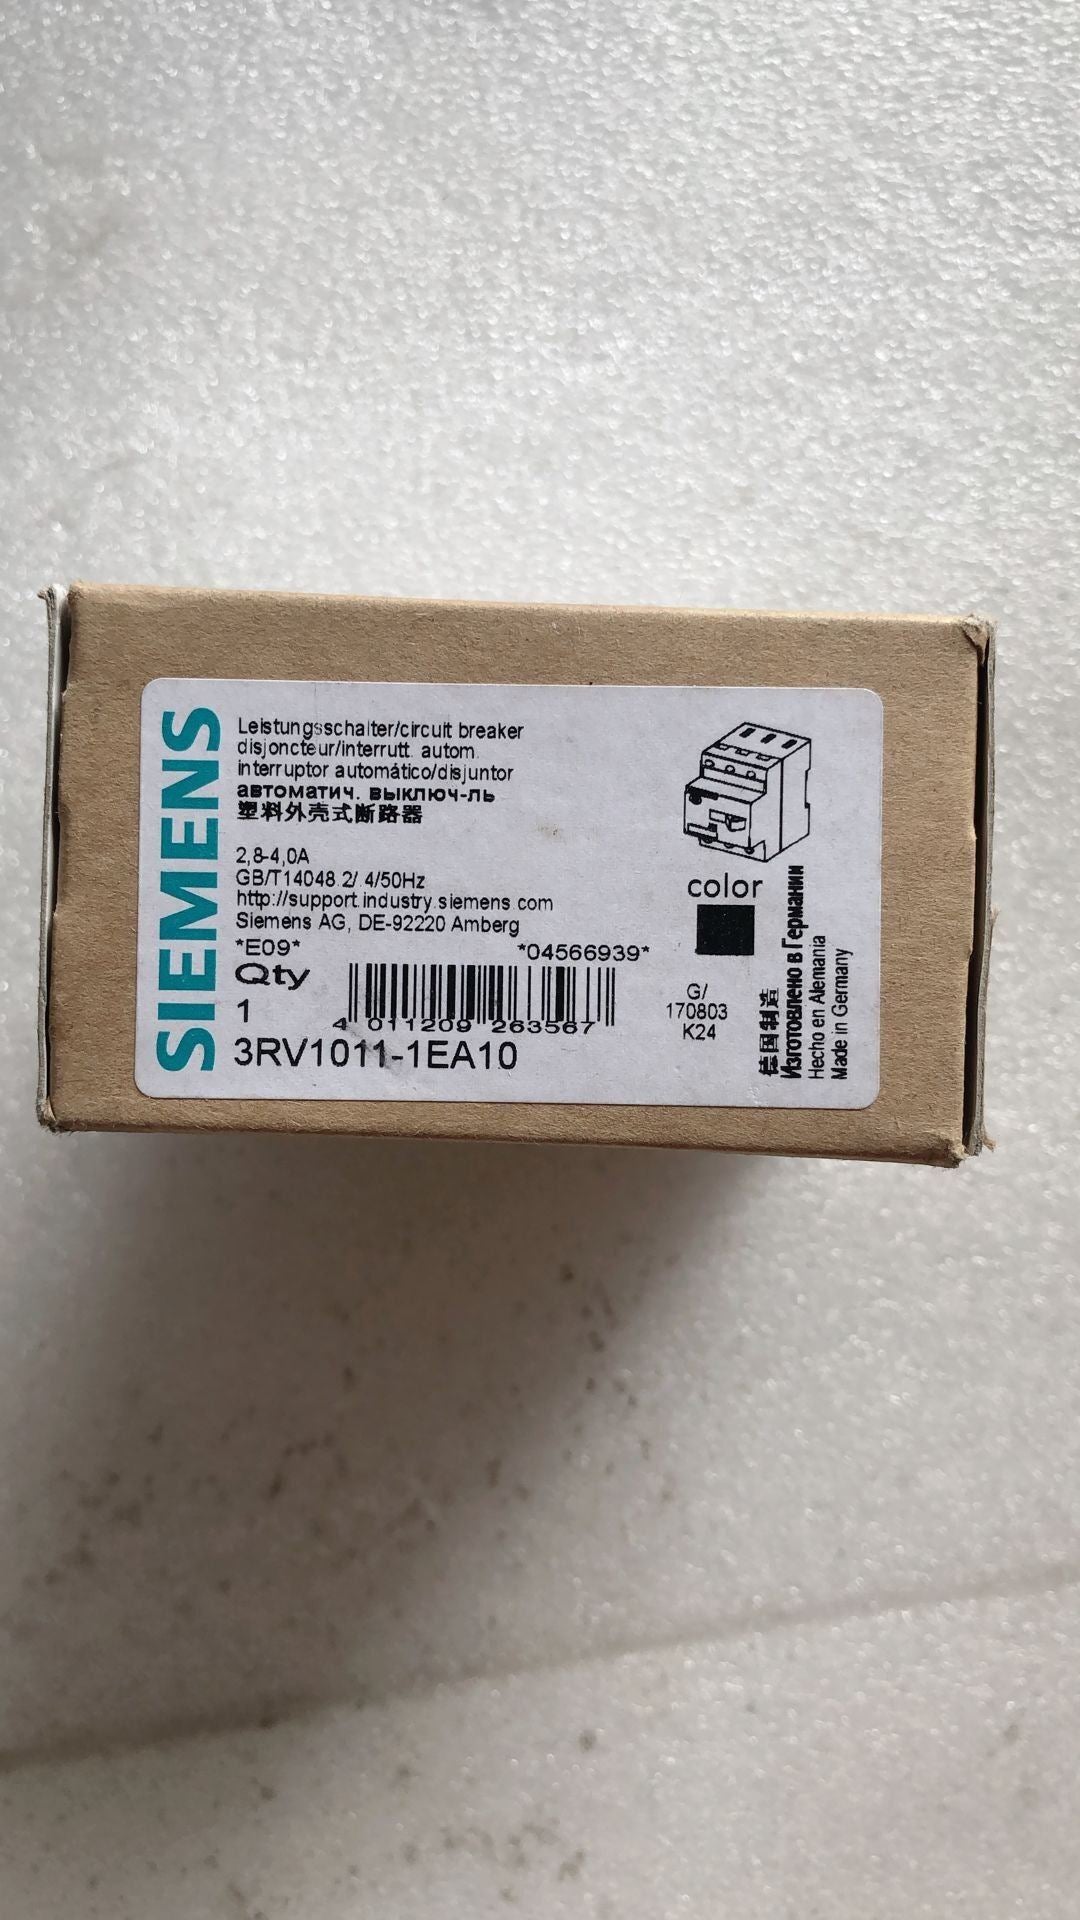 SIEMENS
Leistungsschalter/circuit breaker
disjoncteur/interrutt. autom.
interruptor automático/disjuntor
автоматич. выключ-ль
塑料外壳式断路器
2,8-4,0A
GB/T14048.2/.4/50Hz
http://support.industry.siemens.com
Siemens AG, DE-92220 Amberg
*E09* *04566939*
Qty
1
4 011209 263567
3RV1011-1EA10
color
G/
170803
K24
德国制造
Изготовлено в Германии
Hecho en Alemania
Made in Germany